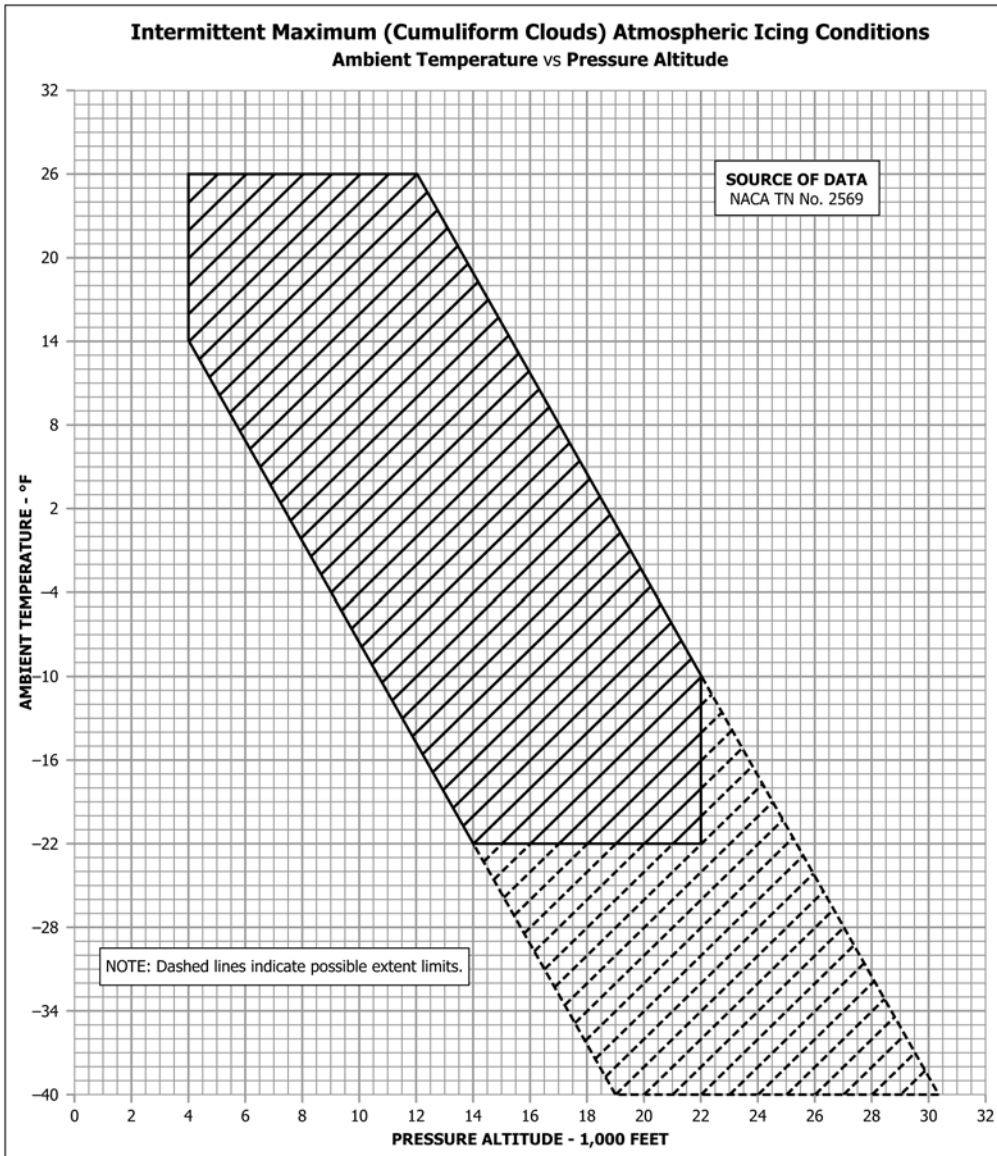 Intermittent Maximum (Cumuliform Clouds) Atmospheric Icing Conditions
Ambient Temperature vs Pressure Altitude
32
26
20
14
8
2
−4
−10
−16
−22
−28
−34
−40
AMBIENT TEMPERATURE - °F
SOURCE OF DATA
NACA TN No. 2569
NOTE: Dashed lines indicate possible extent limits.
0 2 4 6 8 10 12 14 16 18 20 22 24 26 28 30 32
PRESSURE ALTITUDE - 1,000 FEET